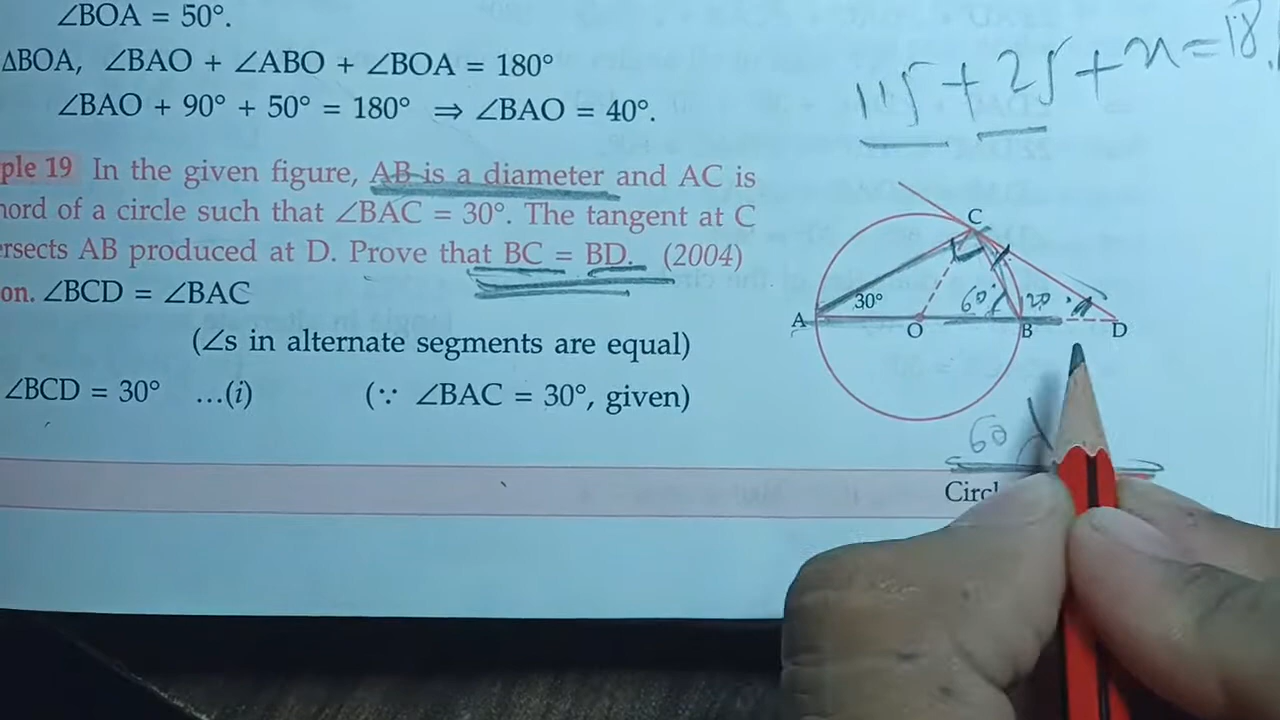 ∠BOA = 50°.
ΔBOA, ∠BAO + ∠ABO + ∠BOA = 180°
∠BAO + 90° + 50° = 180° ⇒ ∠BAO = 40°.
115 + 25 + x = 18
ple 19 In the given figure, AB is a diameter and AC is
hord of a circle such that ∠BAC = 30°. The tangent at C
ersects AB produced at D. Prove that BC = BD. (2004)
on. ∠BCD = ∠BAC
(∠s in alternate segments are equal)
∠BCD = 30° ...(i) (∵ ∠BAC = 30°, given)
C
30° 60 120
A O B D
60
Circl